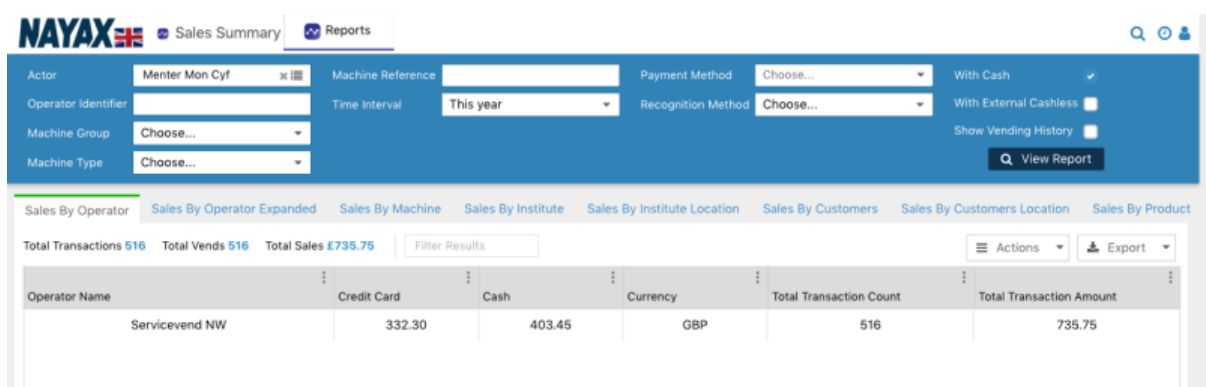 NAYAX Sales Summary Reports
Actor Menter Mon Cyf Machine Reference Payment Method Choose... With Cash
Operator Identifier Time Interval This year Recognition Method Choose... With External Cashless
Machine Group Choose... Show Vending History
Machine Type Choose... View Report
Sales By Operator Sales By Operator Expanded Sales By Machine Sales By Institute Sales By Institute Location Sales By Customers Sales By Customers Location Sales By Product
Total Transactions 516 Total Vends 516 Total Sales £735.75 Filter Results Actions Export
Operator Name Credit Card Cash Currency Total Transaction Count Total Transaction Amount
Servicevend NW 332.30 403.45 GBP 516 735.75